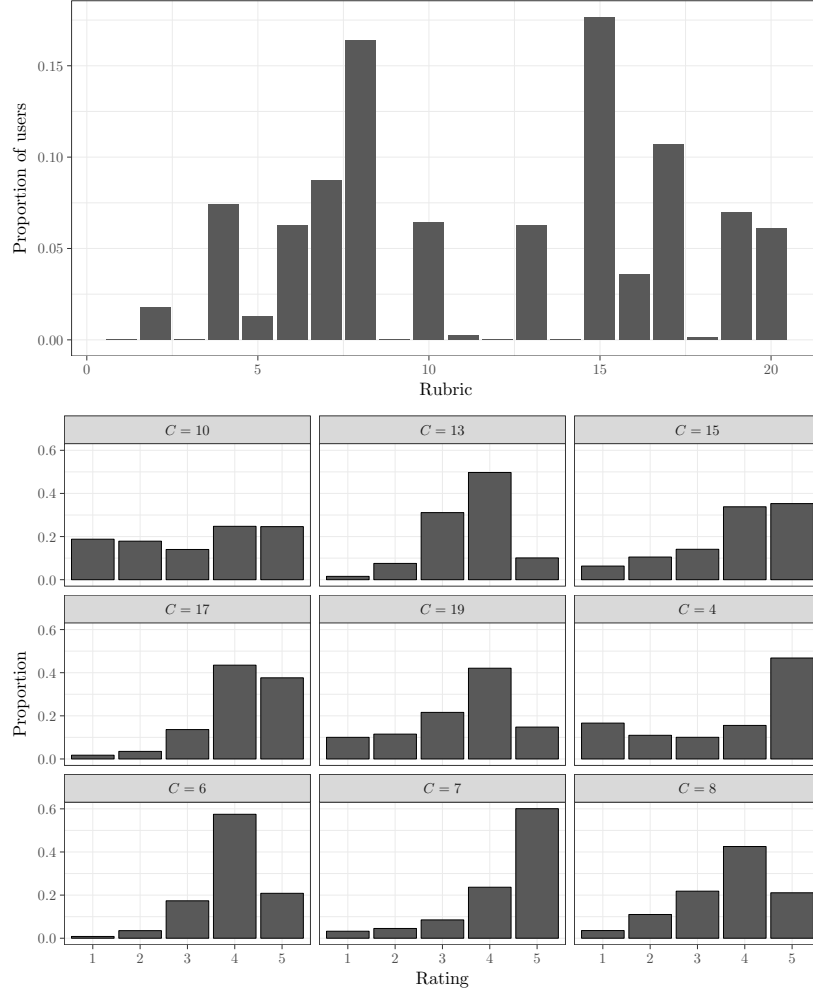 Proportion of users
0.15
0.10
0.05
0.00
0 5 10 15 20
Rubric
C = 10 C = 13 C = 15
0.6
0.4
0.2
0.0
C = 17 C = 19 C = 4
Proportion
0.6
0.4
0.2
0.0
C = 6 C = 7 C = 8
0.6
0.4
0.2
0.0
1 2 3 4 5 1 2 3 4 5 1 2 3 4 5
Rating